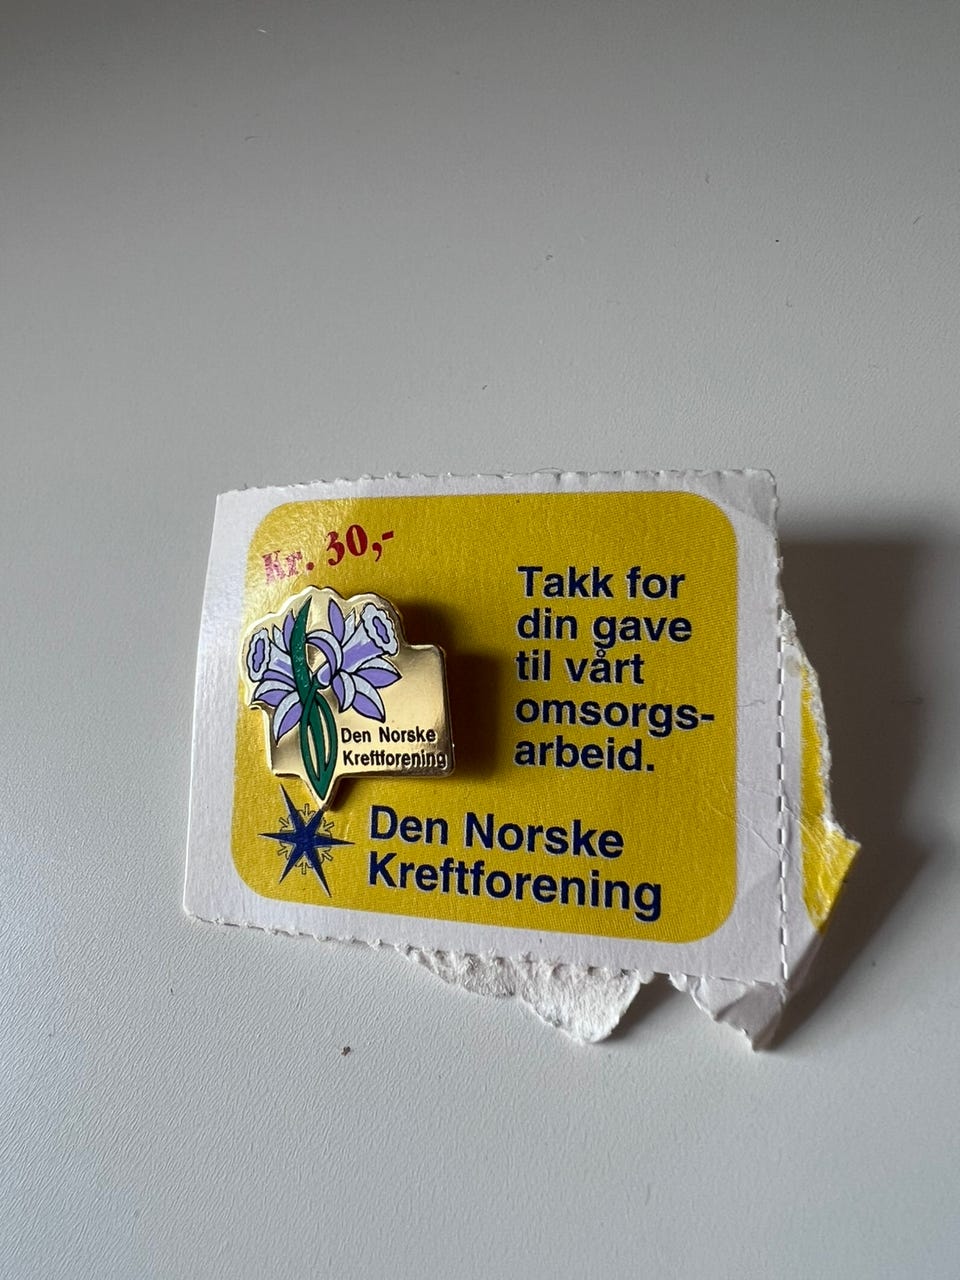 Kr. 30,-
Takk for
din gave
til vårt
omsorgs-
arbeid.
Den Norske
Kreftforening
Den Norske
Kreftforening